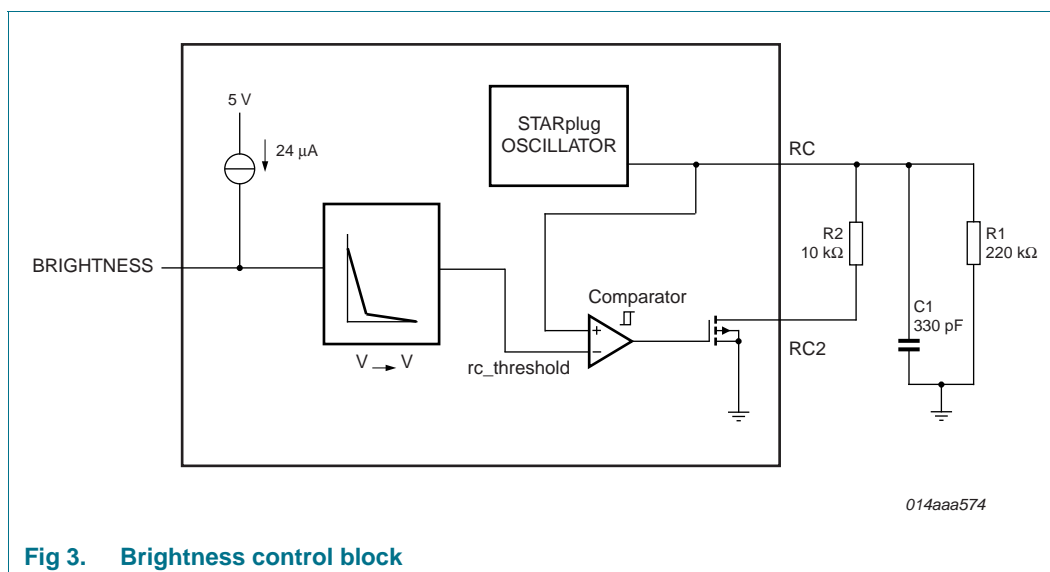 5 V
24 μA
BRIGHTNESS
V → V
STARplug
OSCILLATOR
RC
Comparator
+
−
rc_threshold
RC2
R2
10 kΩ
C1
330 pF
R1
220 kΩ
014aaa574
Fig 3. Brightness control block